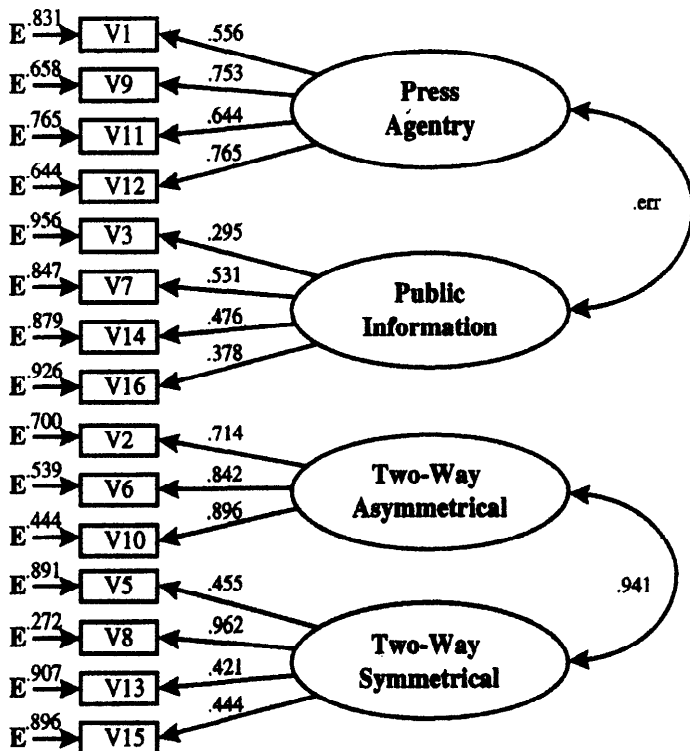 E .831 V1 .556
E .658 V9 .753
E .765 V11 .644
E .644 V12 .765
Press
Agentry
.err
E .956 V3 .295
E .847 V7 .531
E .879 V14 .476
E .926 V16 .378
Public
Information
E .700 V2 .714
E .539 V6 .842
E .444 V10 .896
Two-Way
Asymmetrical
.941
E .891 V5 .455
E .272 V8 .962
E .907 V13 .421
E .896 V15 .444
Two-Way
Symmetrical